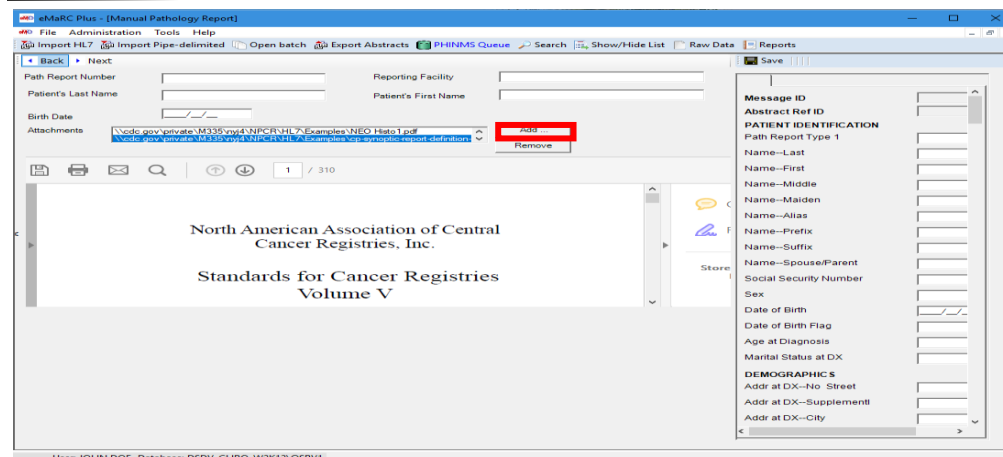 eMaRC Plus - [Manual Pathology Report]
File Administration Tools Help
Import HL7 Import Pipe-delimited Open batch Export Abstracts PHINMS Queue Search Show/Hide List Raw Data Reports
Back Next Save
Path Report Number Reporting Facility
Patient's Last Name Patient's First Name
Birth Date __/__/__
Attachments \\cdc.gov\private\M335\nyj4\NPCR\HL7\Examples\NEO Histo1.pdf Add ...
\\cdc.gov\private\M335\nyj4\NPCR\HL7\Examples\cp-synoptic-report-definition- Remove
1 / 310
North American Association of Central
Cancer Registries, Inc.
Standards for Cancer Registries
Volume V
Store
Message ID
Abstract Ref ID
PATIENT IDENTIFICATION
Path Report Type 1
Name--Last
Name--First
Name--Middle
Name--Maiden
Name--Alias
Name--Prefix
Name--Suffix
Name--Spouse/Parent
Social Security Number
Sex
Date of Birth __/__/_
Date of Birth Flag
Age at Diagnosis
Marital Status at DX
DEMOGRAPHICS
Addr at DX--No Street
Addr at DX--Supplementl
Addr at DX--City